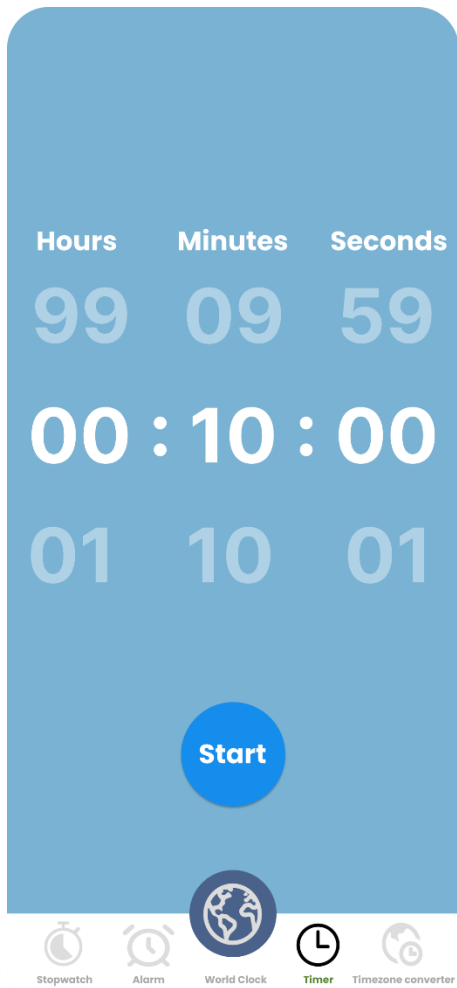 Hours Minutes Seconds
99 09 59
00 : 10 : 00
01 10 01
Start
Stopwatch Alarm World Clock Timer Timezone converter